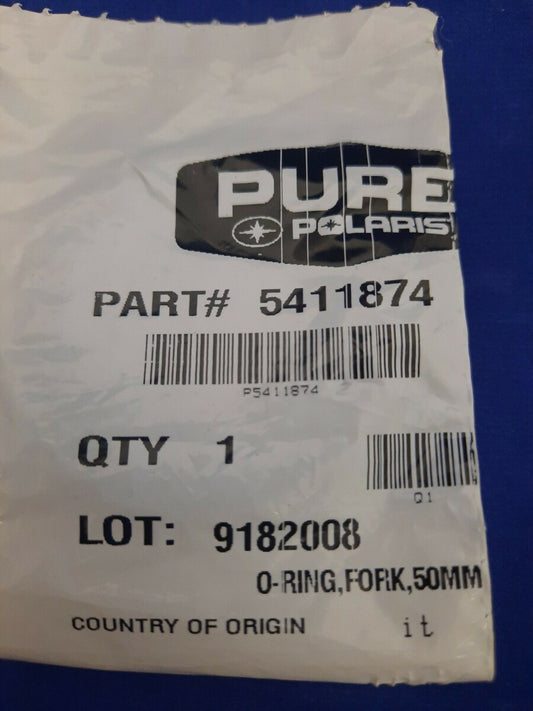 PURE
POLARIS
PART# 5411874
P5411874
QTY 1
Q1
LOT: 9182008
O-RING,FORK,50MM
COUNTRY OF ORIGIN it